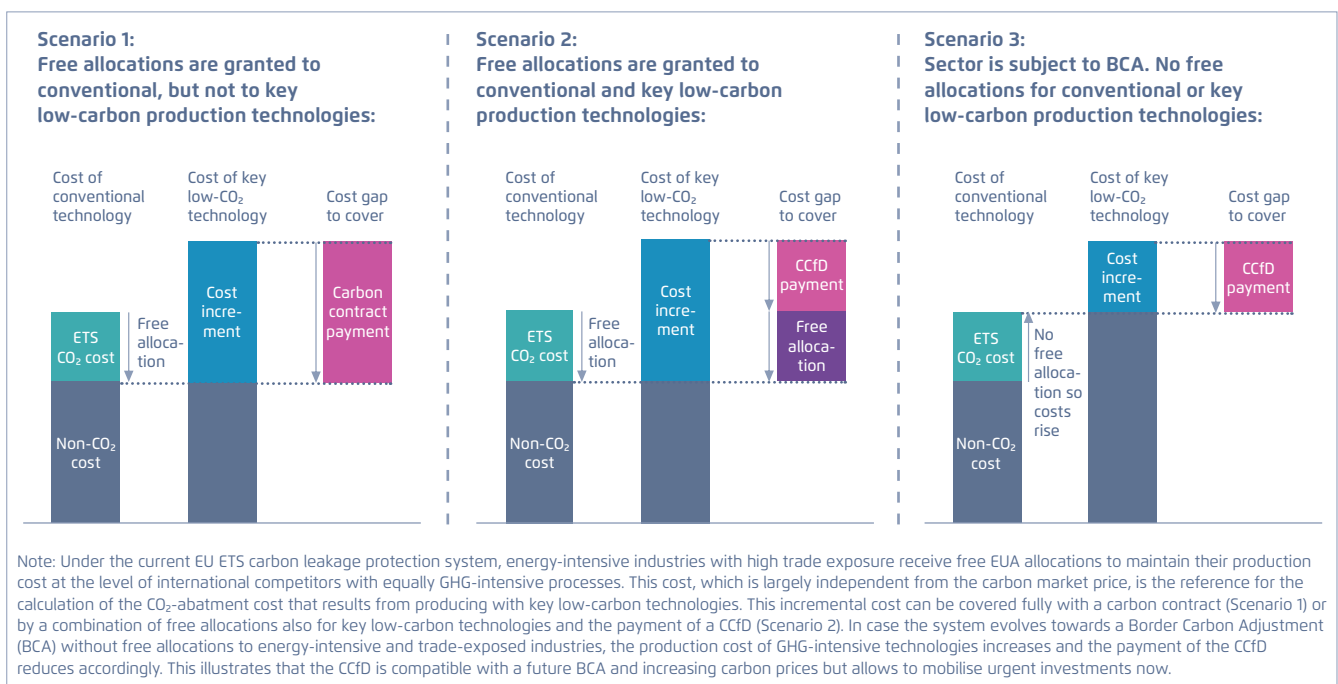 Scenario 1:
Free allocations are granted to
conventional, but not to key
low-carbon production technologies:
Cost of
conventional
technology
Cost of key
low-CO₂
technology
Cost gap
to cover
ETS
CO₂ cost
Free
alloca-
tion
Cost
incre-
ment
Carbon
contract
payment
Non-CO₂
cost
Scenario 2:
Free allocations are granted to
conventional and key low-carbon
production technologies:
Cost of
conventional
technology
Cost of key
low-CO₂
technology
Cost gap
to cover
ETS
CO₂ cost
Free
alloca-
tion
Cost
incre-
ment
CCfD
payment
Free
alloca-
tion
Non-CO₂
cost
Scenario 3:
Sector is subject to BCA. No free
allocations for conventional or key
low-carbon production technologies:
Cost of
conventional
technology
Cost of key
low-CO₂
technology
Cost gap
to cover
ETS
CO₂ cost
No
free
alloca-
tion so
costs
rise
Cost
incre-
ment
CCfD
payment
Non-CO₂
cost
Note: Under the current EU ETS carbon leakage protection system, energy-intensive industries with high trade exposure receive free EUA allocations to maintain their production
cost at the level of international competitors with equally GHG-intensive processes. This cost, which is largely independent from the carbon market price, is the reference for the
calculation of the CO₂-abatment cost that results from producing with key low-carbon technologies. This incremental cost can be covered fully with a carbon contract (Scenario 1) or
by a combination of free allocations also for key low-carbon technologies and the payment of a CCfD (Scenario 2). In case the system evolves towards a Border Carbon Adjustment
(BCA) without free allocations to energy-intensive and trade-exposed industries, the production cost of GHG-intensive technologies increases and the payment of the CCfD
reduces accordingly. This illustrates that the CCfD is compatible with a future BCA and increasing carbon prices but allows to mobilise urgent investments now.